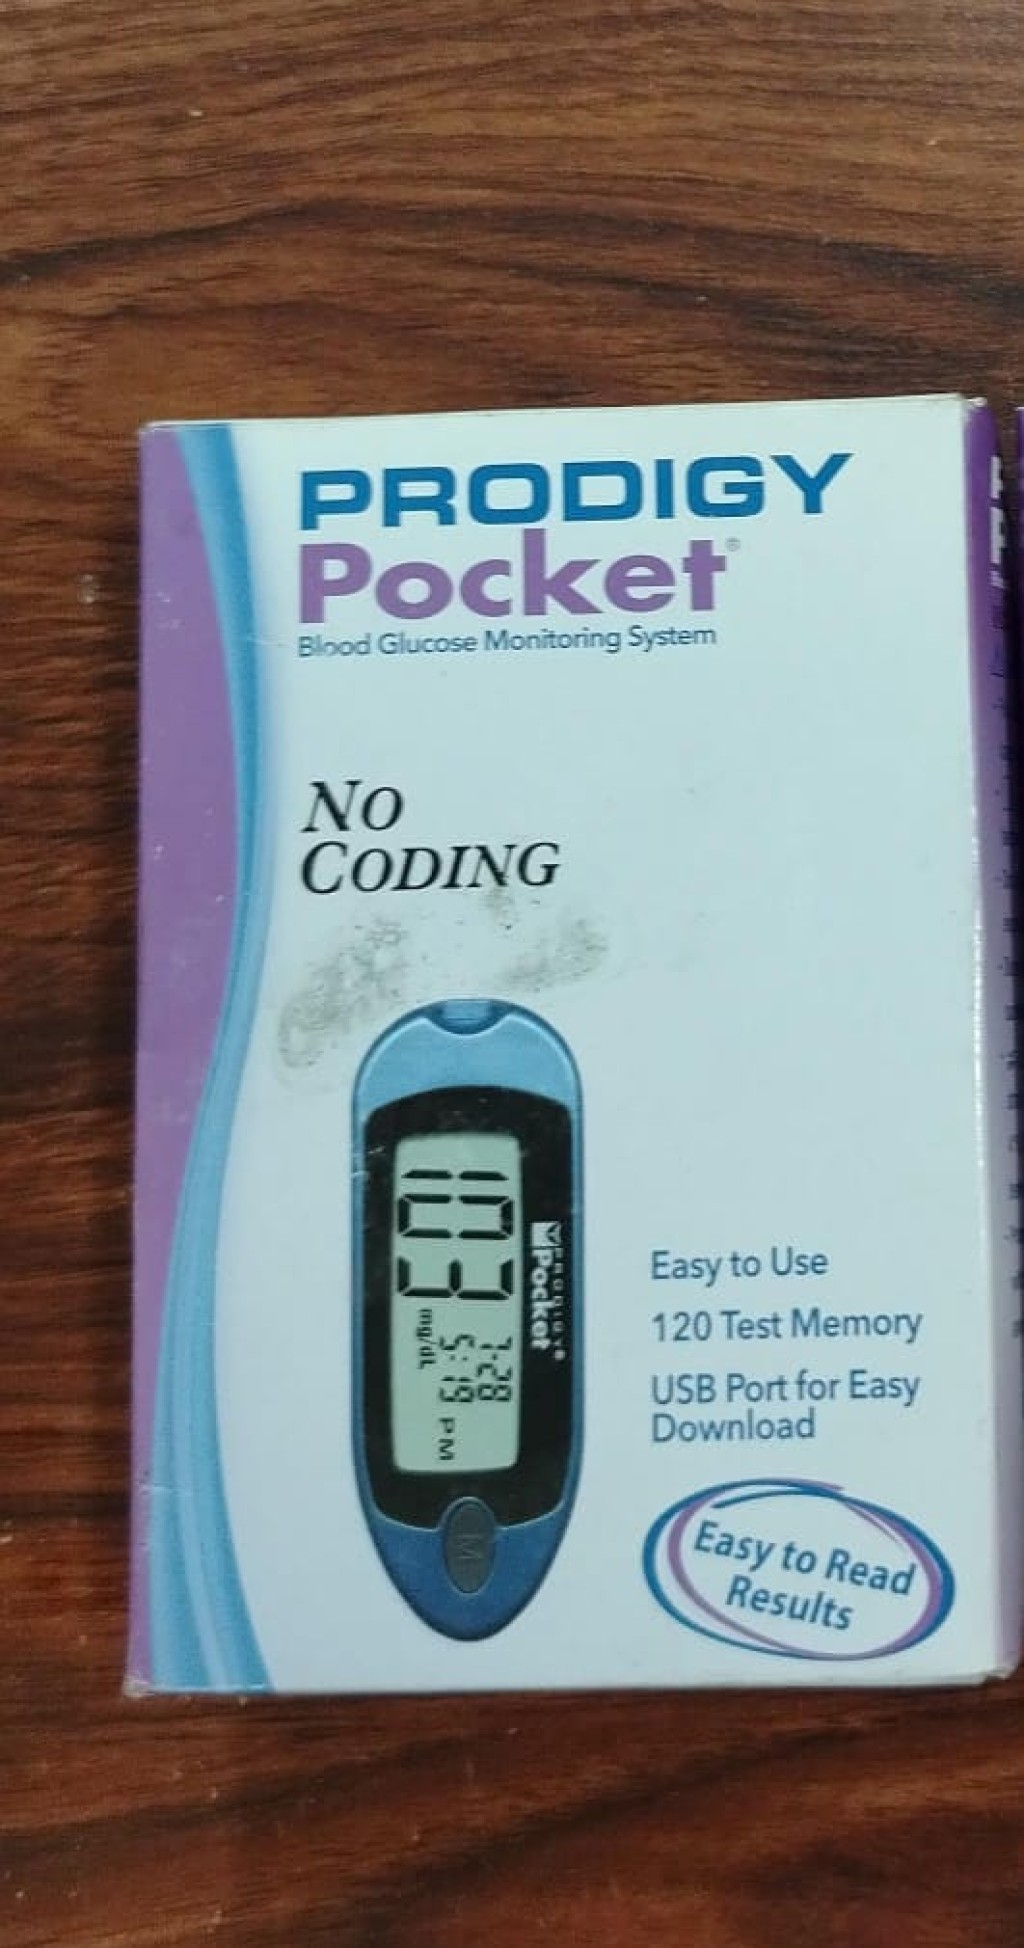 PRODIGY
Pocket®
Blood Glucose Monitoring System
NO
CODING
103
mg/dL
7-28
5:19 PM
PRODIGY®
Pocket
M
Easy to Use
120 Test Memory
USB Port for Easy
Download
Easy to Read
Results